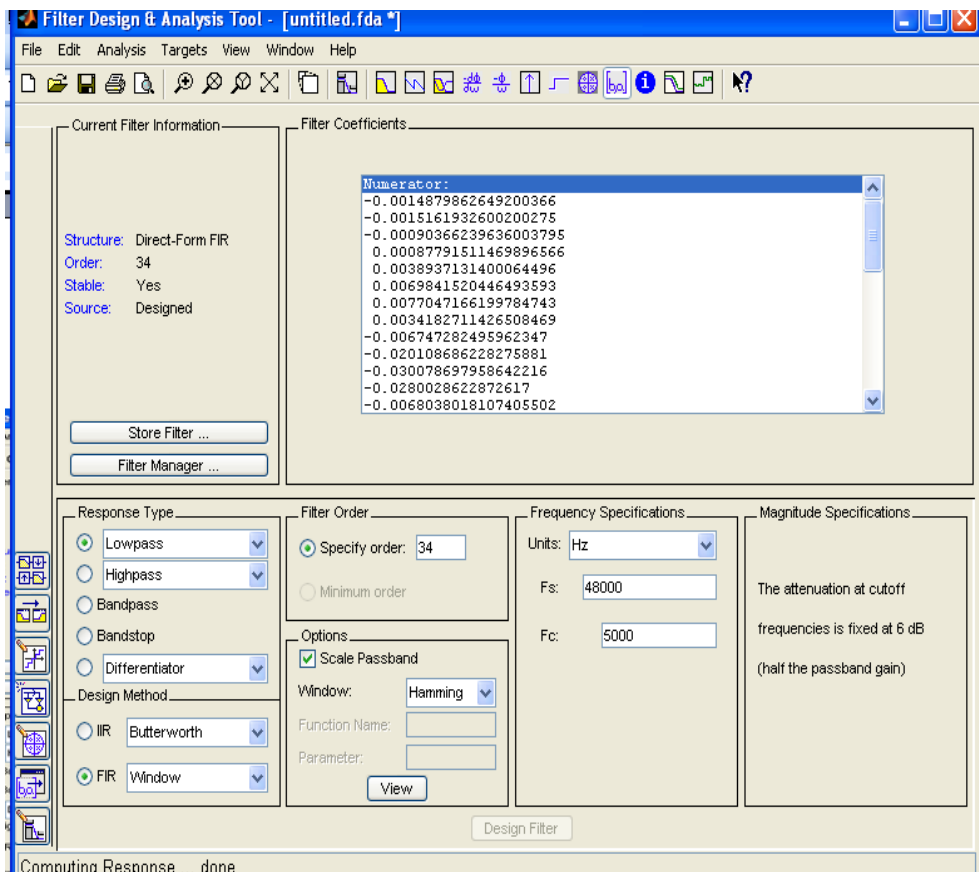 Filter Design & Analysis Tool - [untitled.fda *]
File Edit Analysis Targets View Window Help
Current Filter Information
Structure: Direct-Form FIR
Order: 34
Stable: Yes
Source: Designed
Store Filter ...
Filter Manager ...
Filter Coefficients
Numerator:
-0.0014879862649200366
-0.0015161932600200275
-0.00090366239636003795
0.00087791511469896566
0.0038937131400064496
0.0069841520446493593
0.0077047166199784743
0.0034182711426508469
-0.006747282495962347
-0.020108686228275881
-0.030078697958642216
-0.0280028622872617
-0.0068038018107405502
Response Type
Lowpass
Highpass
Bandpass
Bandstop
Differentiator
Design Method
IIR Butterworth
FIR Window
Filter Order
Specify order: 34
Minimum order
Options
Scale Passband
Window: Hamming
Function Name:
Parameter:
View
Frequency Specifications
Units: Hz
Fs: 48000
Fc: 5000
Magnitude Specifications
The attenuation at cutoff
frequencies is fixed at 6 dB
(half the passband gain)
Design Filter
Computing Response ... done